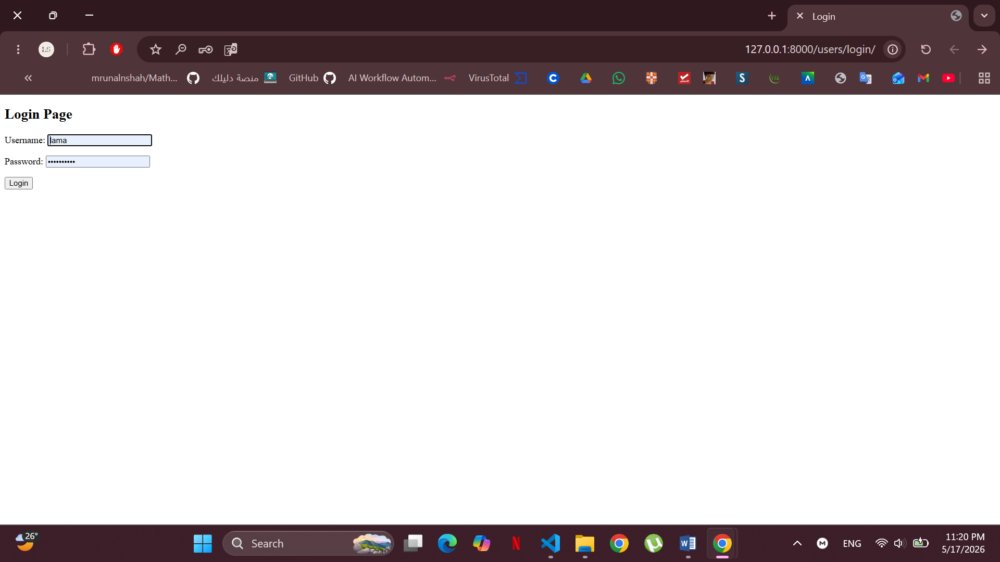 Login
127.0.0.1:8000/users/login/
LS
mrunalnshah/Math...
منصة دليلك
GitHub
AI Workflow Autom...
VirusTotal
Login Page
Username: lama
Password: ••••••••••
Login
26°
Search
ENG
11:20 PM
5/17/2026